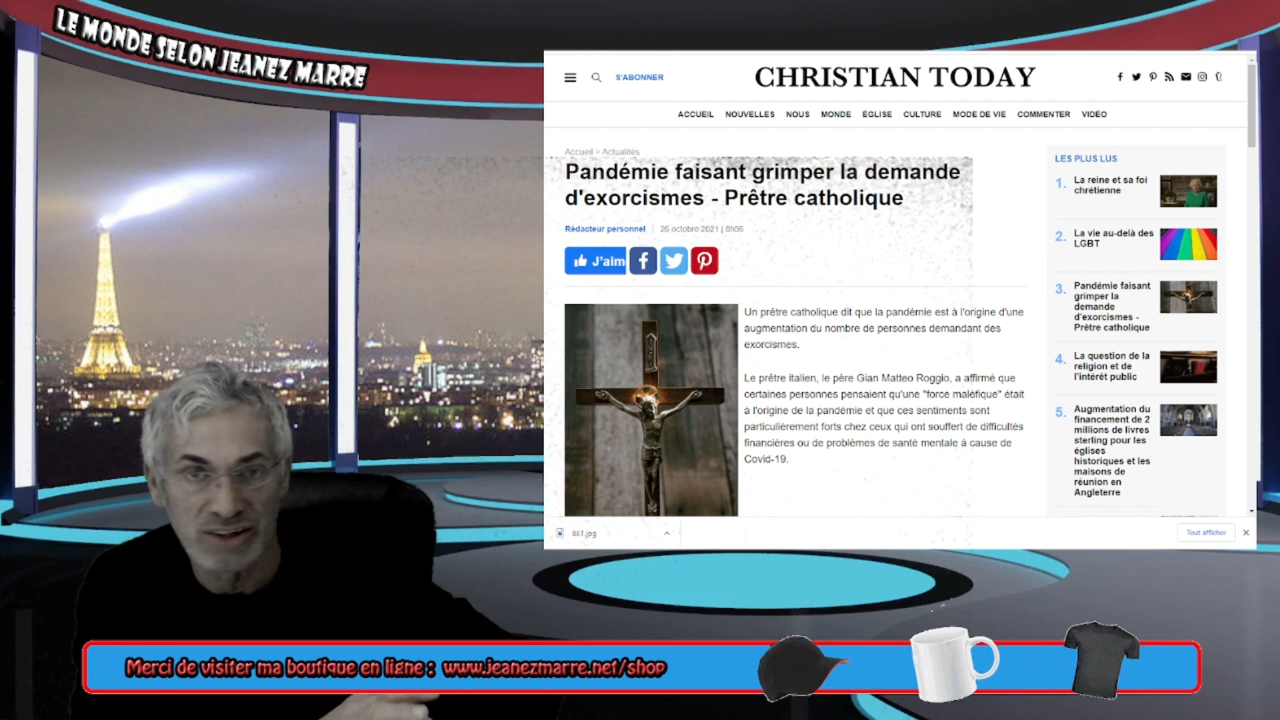 LE MONDE SELON JEANEZ MARRE
S'ABONNER
CHRISTIAN TODAY
ACCUEIL NOUVELLES NOUS MONDE ÉGLISE CULTURE MODE DE VIE COMMENTER VIDÉO
Accueil > Actualités
Pandémie faisant grimper la demande
d'exorcismes - Prêtre catholique
Rédacteur personnel | 26 octobre 2021 | 8h56
J'aim
Un prêtre catholique dit que la pandémie est à l'origine d'une
augmentation du nombre de personnes demandant des
exorcismes.
Le prêtre italien, le père Gian Matteo Roggio, a affirmé que
certaines personnes pensaient qu'une "force maléfique" était
à l'origine de la pandémie et que ces sentiments sont
particulièrement forts chez ceux qui ont souffert de difficultés
financières ou de problèmes de santé mentale à cause de
Covid-19.
LES PLUS LUS
1. La reine et sa foi
chrétienne
2. La vie au-delà des
LGBT
3. Pandémie faisant
grimper la
demande
d'exorcismes -
Prêtre catholique
4. La question de la
religion et de
l'intérêt public
5. Augmentation du
financement de 2
millions de livres
sterling pour les
églises
historiques et les
maisons de
réunion en
Angleterre
BET.jpg
Tout afficher
Merci de visiter ma boutique en ligne : www.jeanezmarre.net/shop